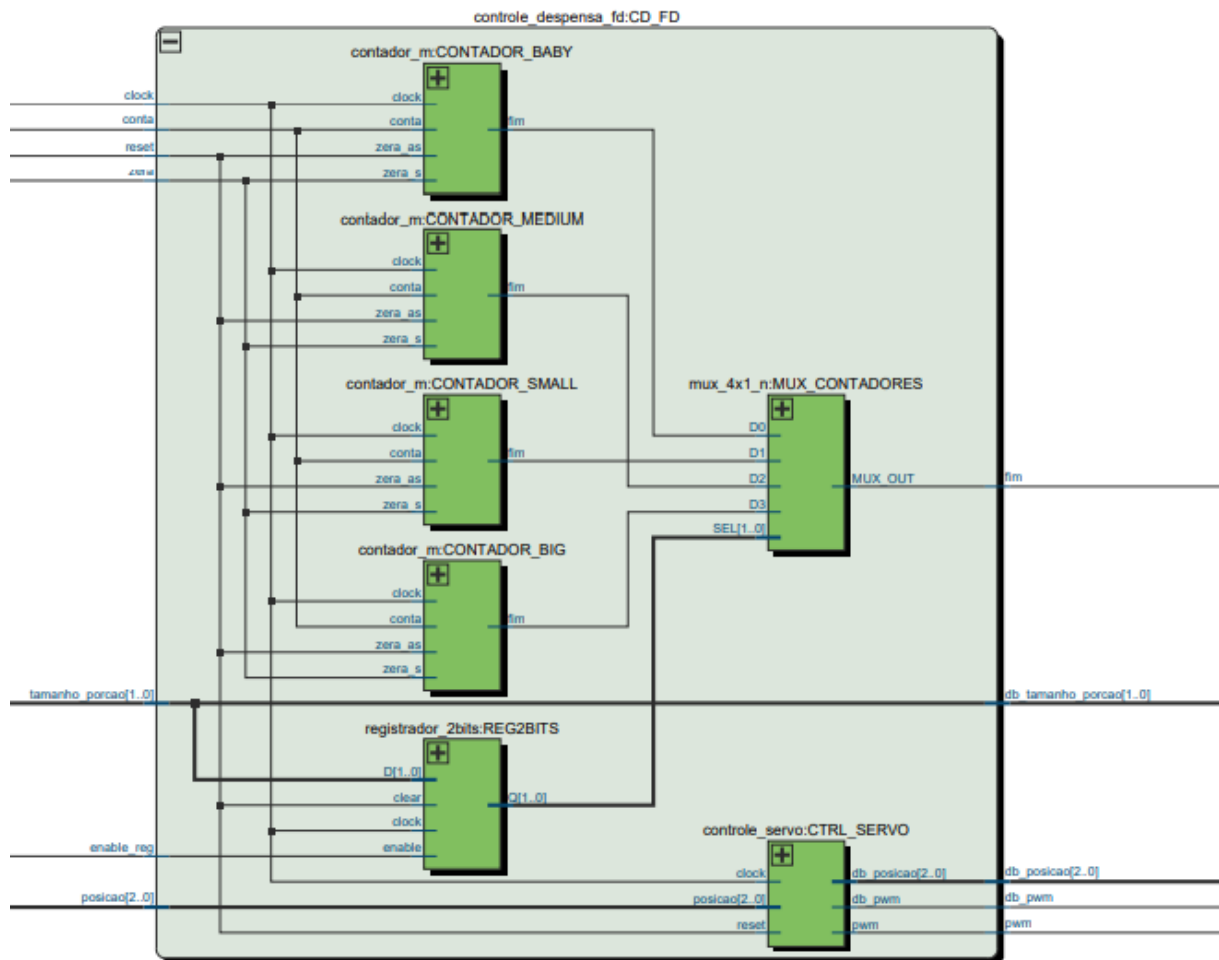 controle_despensa_fd:CD_FD
contador_m:CONTADOR_BABY
clock
conta
reset
zera
clock
conta
zera_as
zera_s
fim
contador_m:CONTADOR_MEDIUM
clock
conta
zera_as
zera_s
fim
contador_m:CONTADOR_SMALL
clock
conta
zera_as
zera_s
fim
mux_4x1_n:MUX_CONTADORES
D0
D1
D2
D3
SEL[1..0]
MUX_OUT
fim
contador_m:CONTADOR_BIG
clock
conta
zera_as
zera_s
fim
tamanho_porcao[1..0]
db_tamanho_porcao[1..0]
registrador_2bits:REG2BITS
D[1..0]
clear
clock
enable
Q[1..0]
enable_reg
posicao[2..0]
controle_servo:CTRL_SERVO
clock
posicao[2..0]
reset
db_posicao[2..0]
db_pwm
pwm
db_posicao[2..0]
db_pwm
pwm